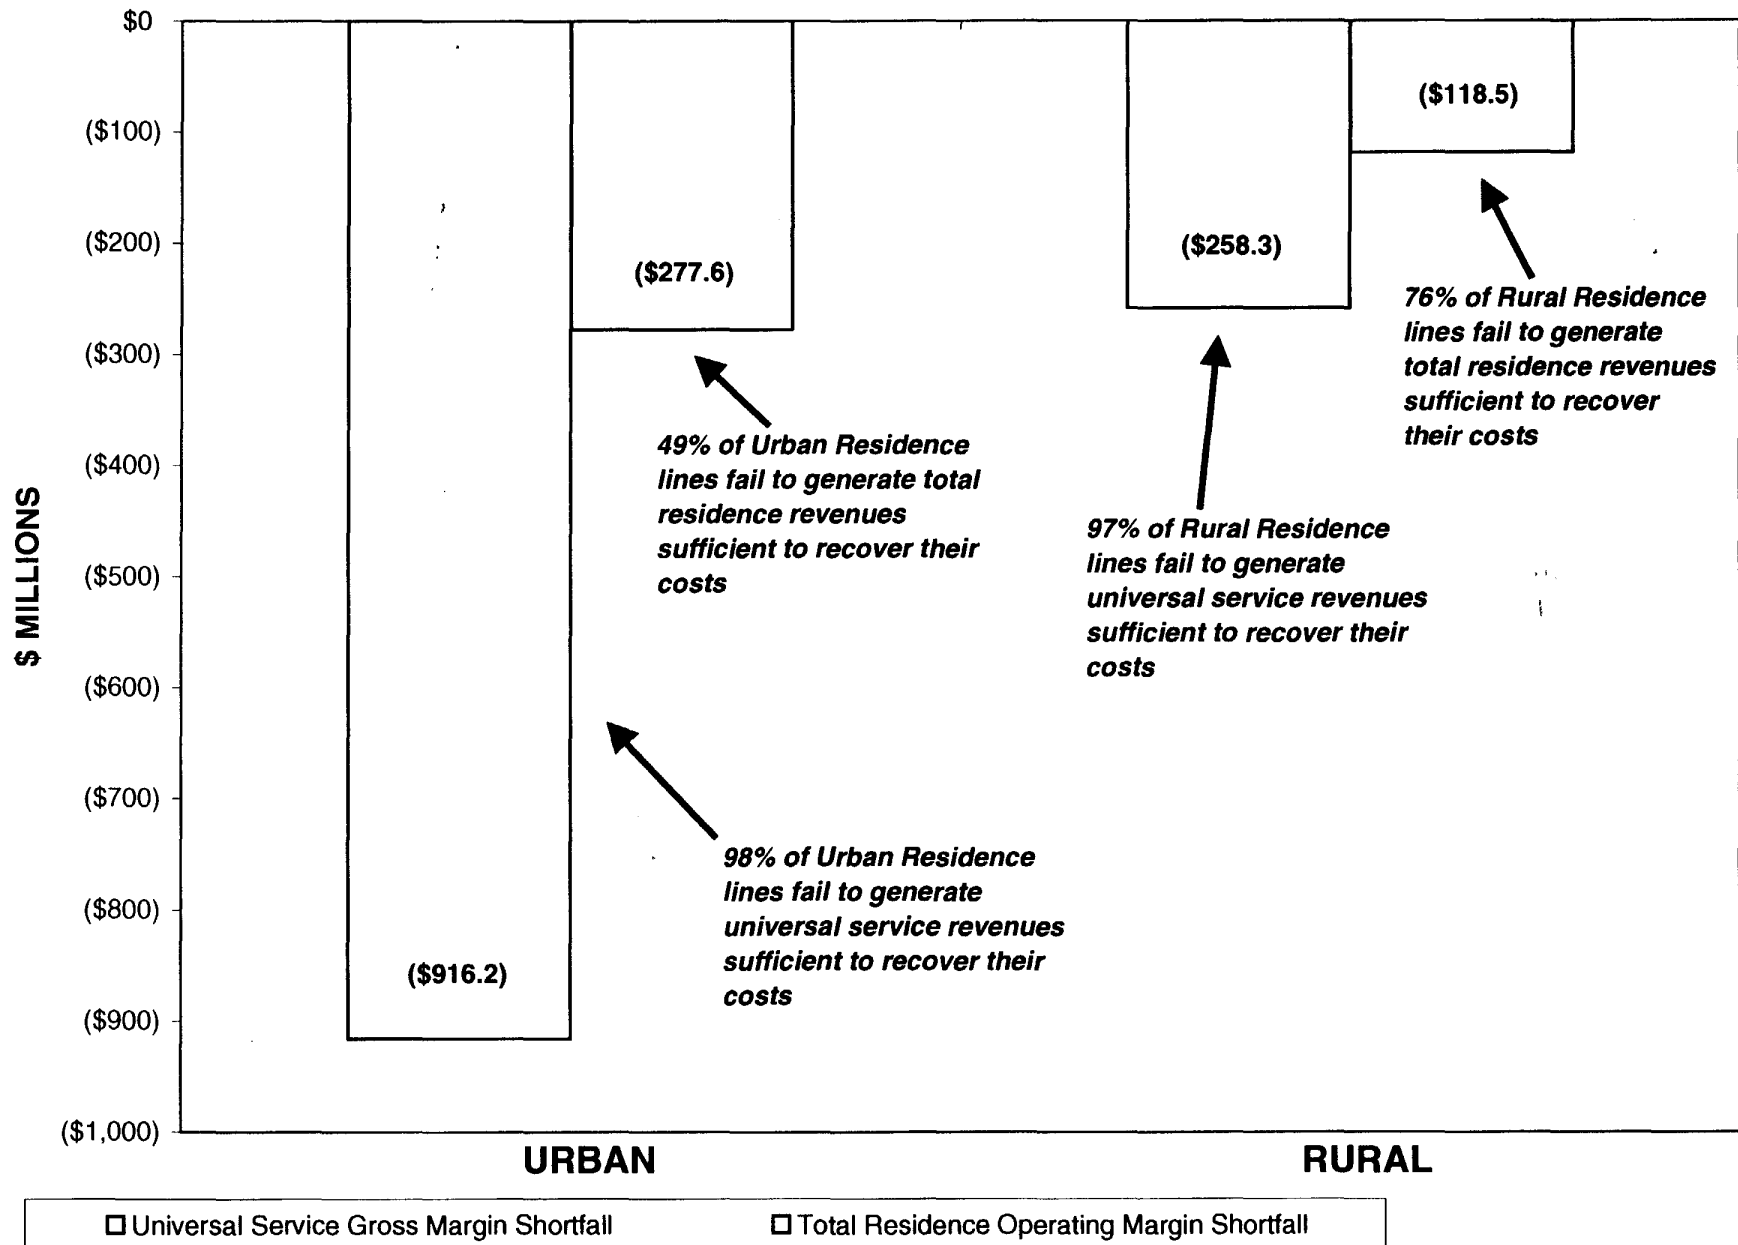 $0
($100)
($200)
($300)
($400)
($500)
($600)
($700)
($800)
($900)
($1,000)
$ MILLIONS
($916.2)
($277.6)
($258.3)
($118.5)
49% of Urban Residence
lines fail to generate total
residence revenues
sufficient to recover their
costs
98% of Urban Residence
lines fail to generate
universal service revenues
sufficient to recover their
costs
97% of Rural Residence
lines fail to generate
universal service revenues
sufficient to recover their
costs
76% of Rural Residence
lines fail to generate
total residence revenues
sufficient to recover
their costs
URBAN
RURAL
Universal Service Gross Margin Shortfall
Total Residence Operating Margin Shortfall